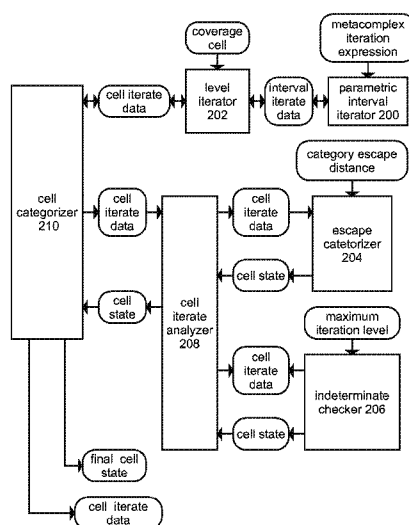 coverage
cell
metacomplex
iteration
expression
cell iterate
data
level
iterator
202
interval
iterate
data
parametric
interval
iterator 200
category escape
distance
cell
categorizer
210
cell
iterate
data
cell
iterate
data
escape
catetorizer
204
cell state
cell
state
cell
iterate
analyzer
208
maximum
iteration level
cell
iterate
data
indeterminate
checker 206
cell state
final cell
state
cell iterate
data